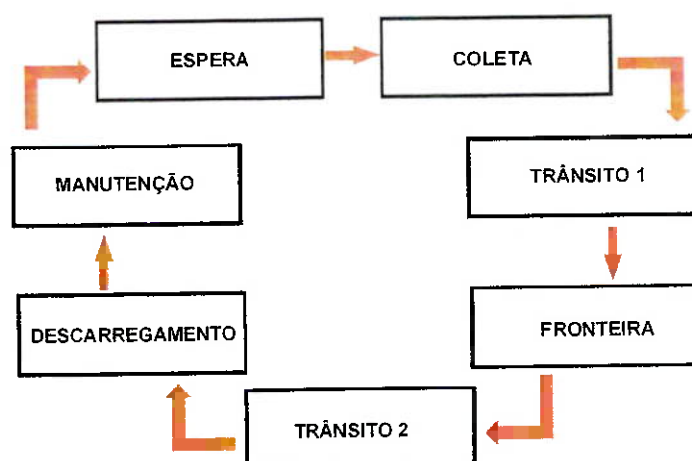 ESPERA
COLETA
TRÂNSITO 1
FRONTEIRA
TRÂNSITO 2
DESCARREGAMENTO
MANUTENÇÃO